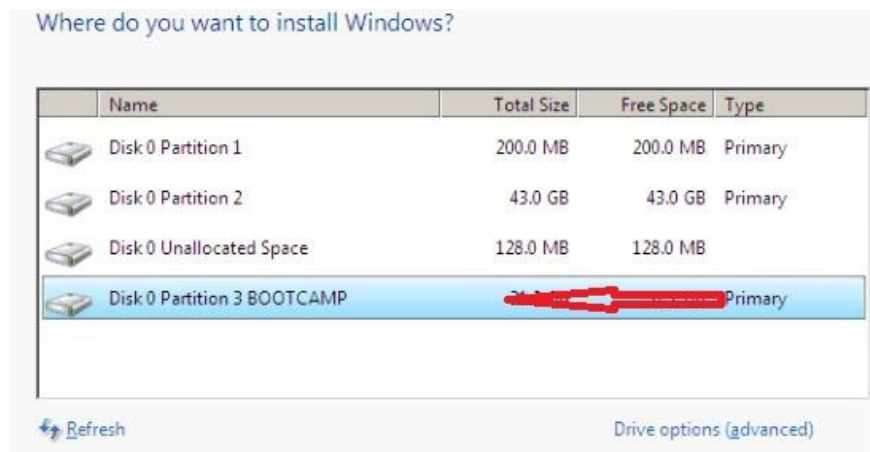 Where do you want to install Windows?
Name Total Size Free Space Type
Disk 0 Partition 1 200.0 MB 200.0 MB Primary
Disk 0 Partition 2 43.0 GB 43.0 GB Primary
Disk 0 Unallocated Space 128.0 MB 128.0 MB
Disk 0 Partition 3 BOOTCAMP Primary
Refresh Drive options (advanced)